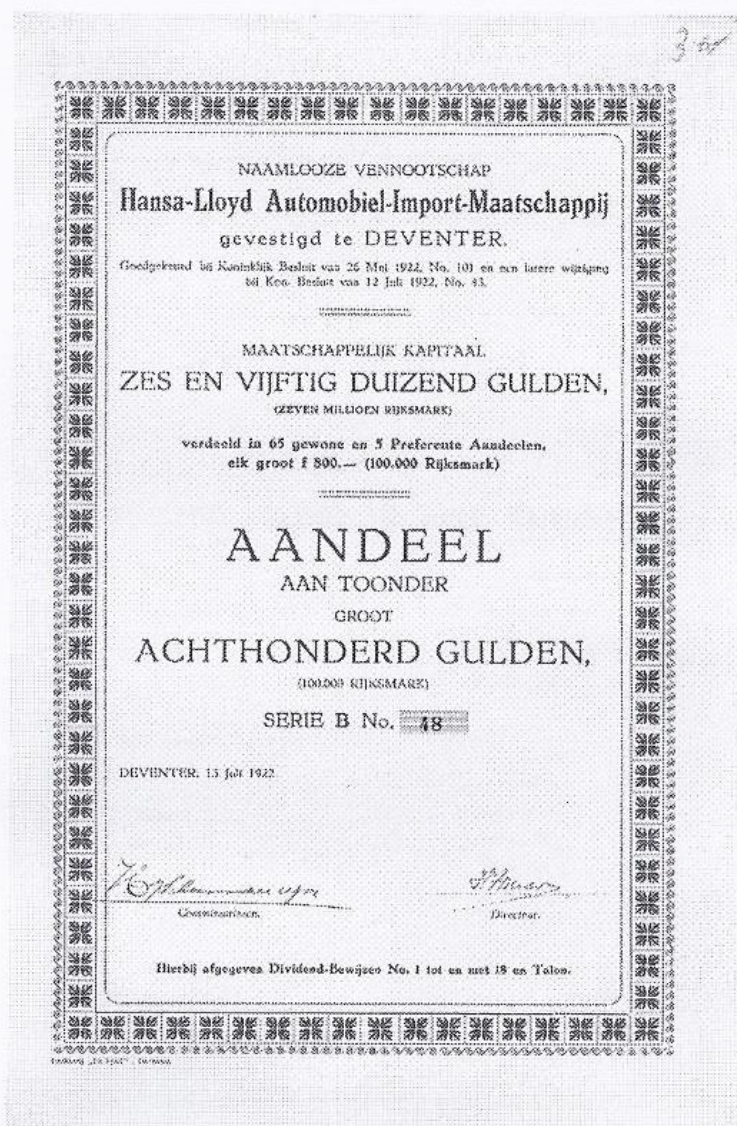 NAAMLOOZE VENNOOTSCHAP
Hansa-Lloyd Automobiel-Import-Maatschappij
gevestigd te DEVENTER.
Goedgekeurd bij Koninklijk Besluit van 26 Mei 1922, No. 101 en een latere wijziging
bij Kon. Besluit van 12 Juli 1922, No. 43.
MAATSCHAPPELIJK KAPITAAL
ZES EN VIJFTIG DUIZEND GULDEN,
(ZEVEN MILLIOEN RIJKSMARK)
verdeeld in 65 gewone en 5 Preferente Aandeelen,
elk groot f 800.— (100.000 Rijksmark)
AANDEEL
AAN TOONDER
GROOT
ACHTHONDERD GULDEN,
(100.000 RIJKSMARK)
SERIE B No. 48
DEVENTER, 13 Juli 1922
Commissarissen.
Directeur.
Hierbij afgegeven Dividend-Bewijzen No. 1 tot en met 18 en Talon.